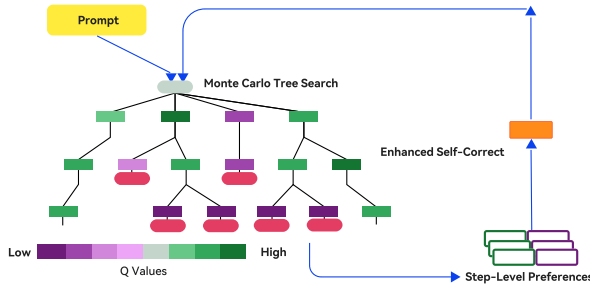 Prompt
Monte Carlo Tree Search
Enhanced Self-Correct
Low
High
Q Values
Step-Level Preferences